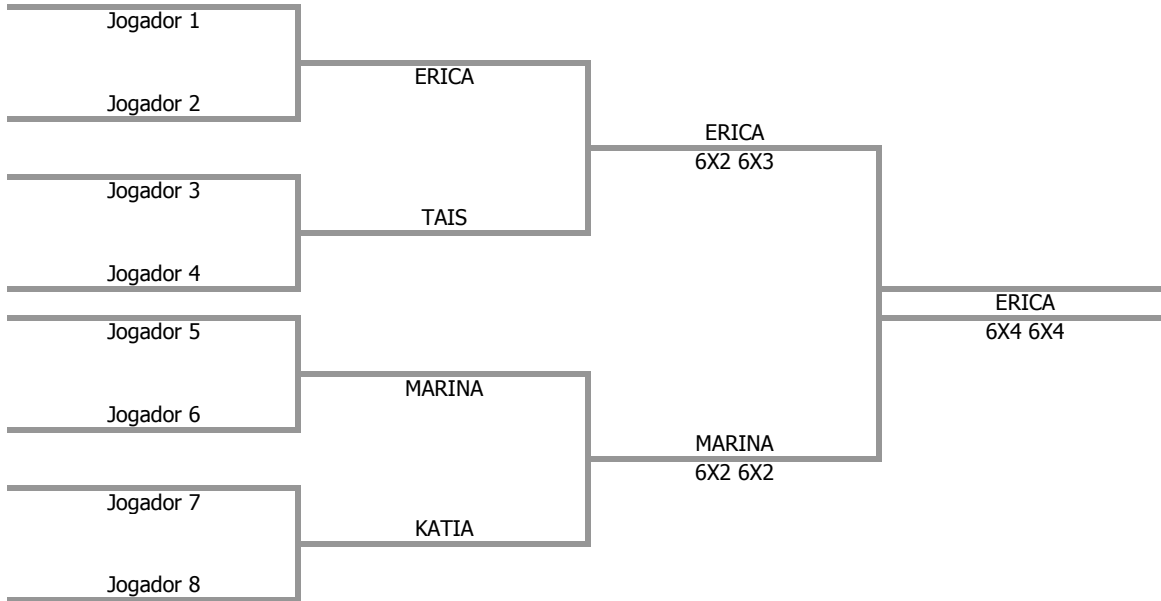 Jogador 1
ERICA
Jogador 2
ERICA
6X2 6X3
Jogador 3
TAIS
Jogador 4
ERICA
6X4 6X4
Jogador 5
MARINA
Jogador 6
MARINA
6X2 6X2
Jogador 7
KATIA
Jogador 8